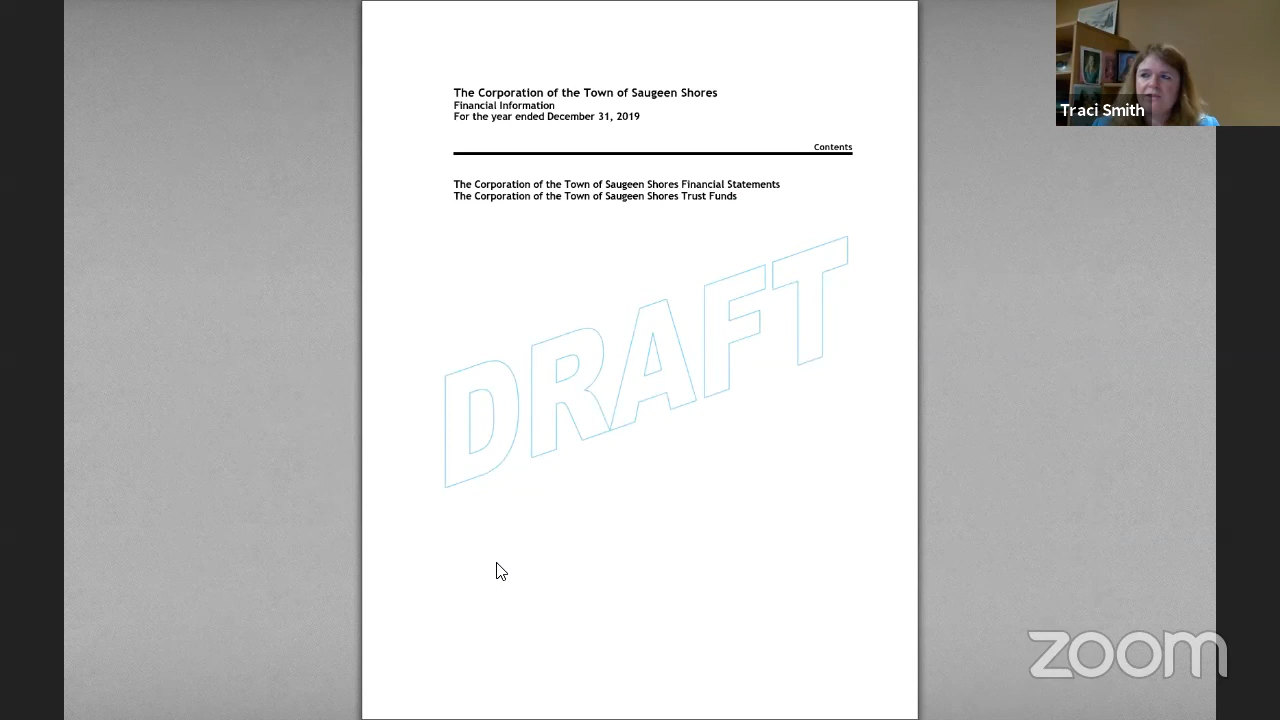 The Corporation of the Town of Saugeen Shores
Financial Information
For the year ended December 31, 2019
Contents
The Corporation of the Town of Saugeen Shores Financial Statements
The Corporation of the Town of Saugeen Shores Trust Funds
DRAFT
Traci Smith
zoom